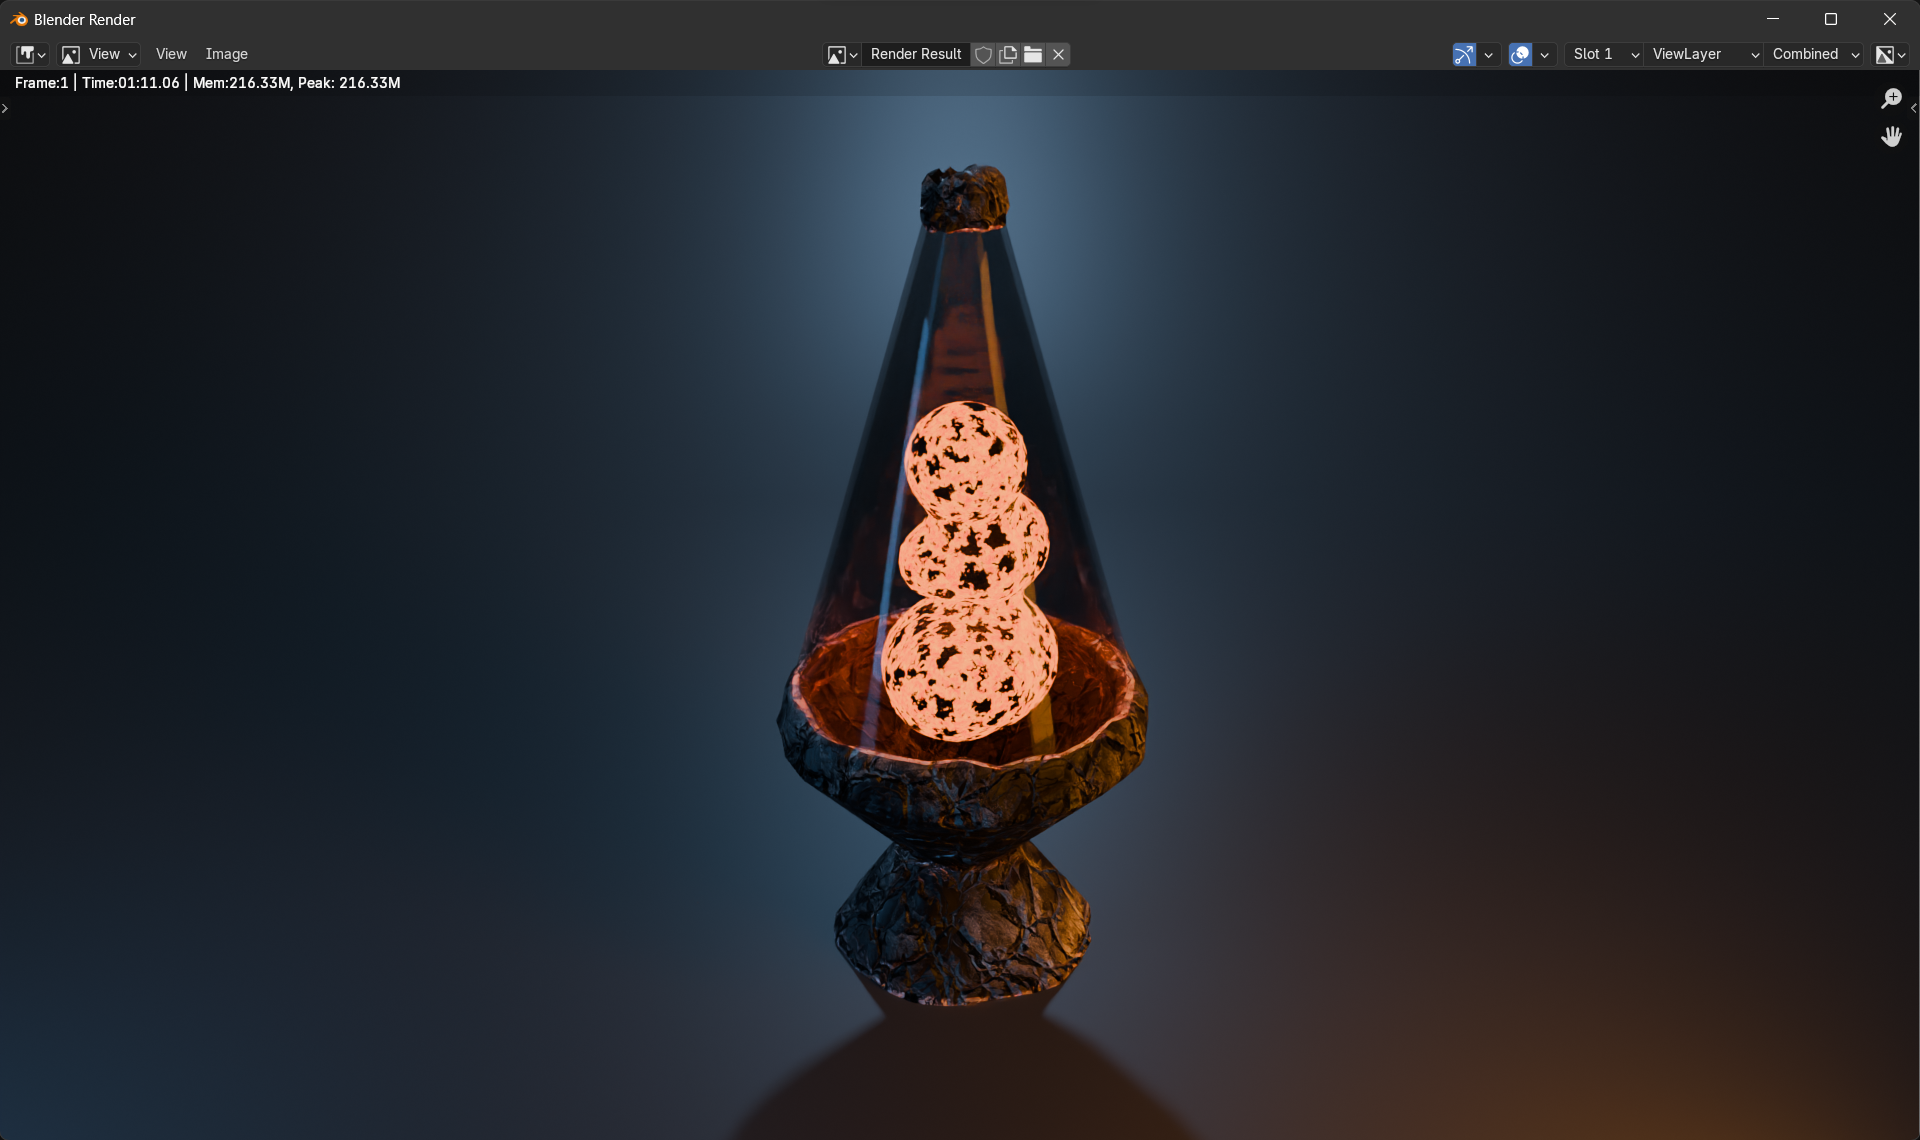 Blender Render
View View Image Render Result Slot 1 ViewLayer Combined
Frame:1 | Time:01:11.06 | Mem:216.33M, Peak: 216.33M